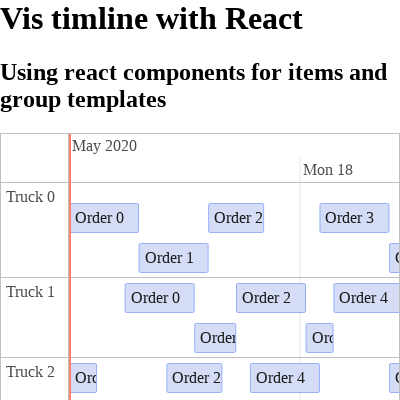 Vis timline with React
Using react components for items and
group templates
May 2020
Mon 18
Truck 0
Order 0
Order 2
Order 3
Order 1
Truck 1
Order 0
Order 2
Order 4
Order
Truck 2
Order 2
Order 4